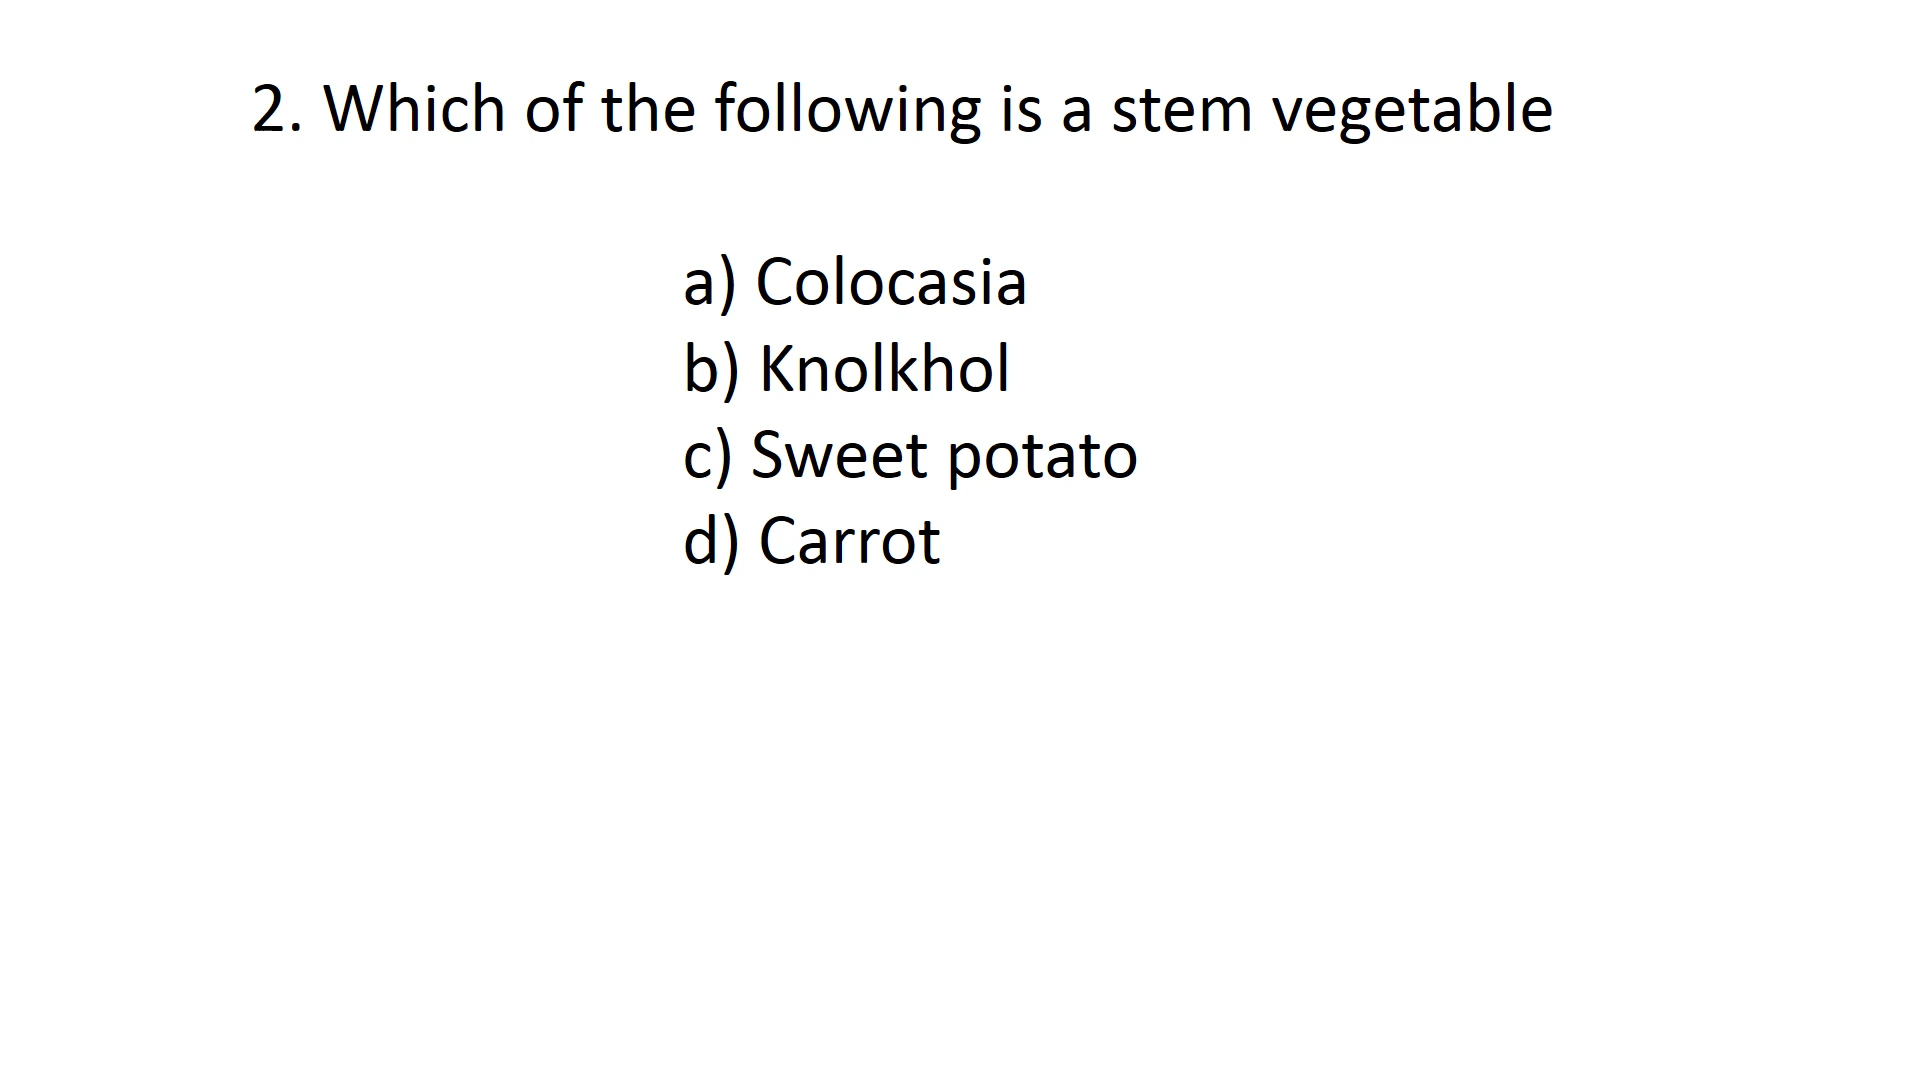 2. Which of the following is a stem vegetable
a) Colocasia
b) Knolkhol
c) Sweet potato
d) Carrot